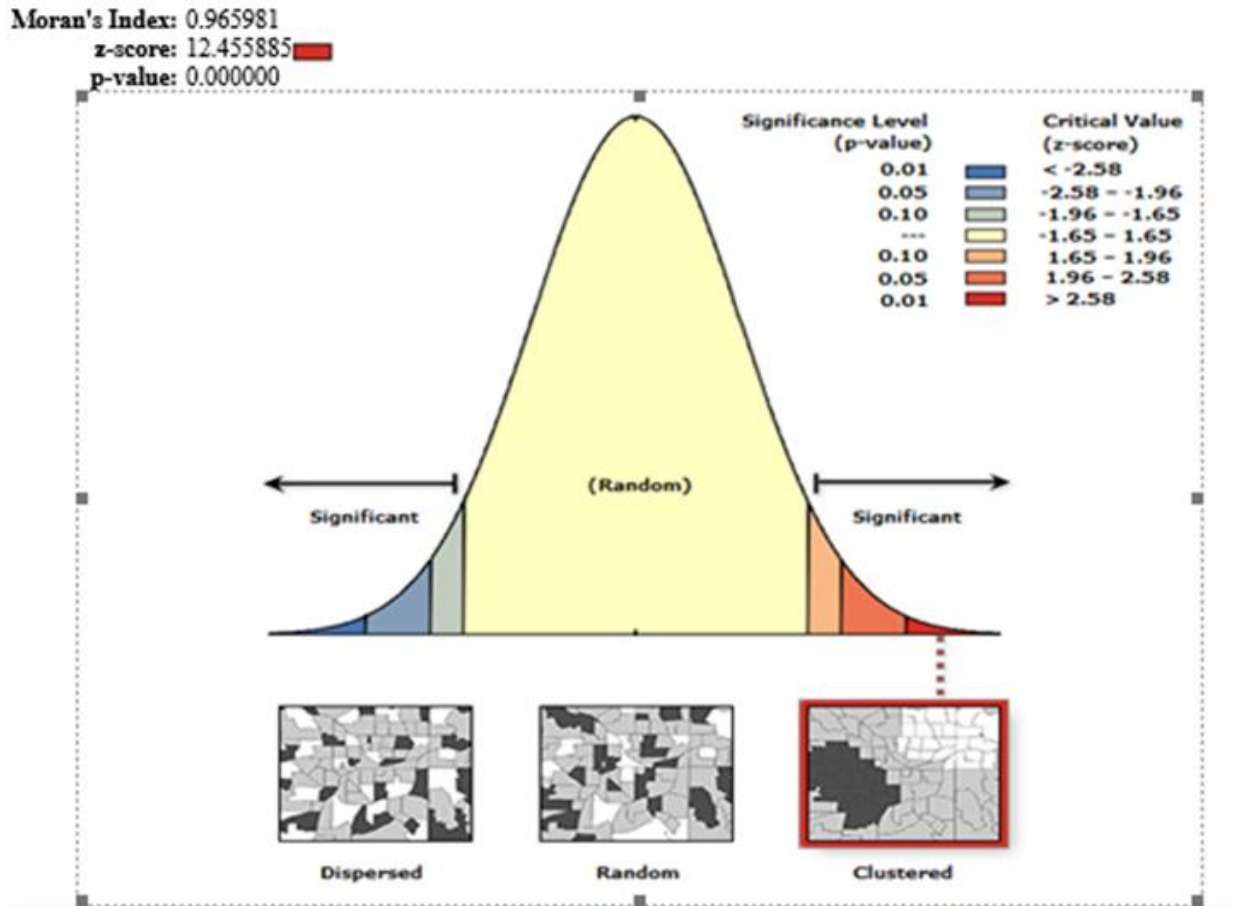 Moran's Index: 0.965981
z-score: 12.455885
p-value: 0.000000
Significance Level Critical Value
(p-value) (z-score)
0.01 < -2.58
0.05 -2.58 – -1.96
0.10 -1.96 – -1.65
--- -1.65 – 1.65
0.10 1.65 – 1.96
0.05 1.96 – 2.58
0.01 > 2.58
(Random)
Significant Significant
Dispersed Random Clustered